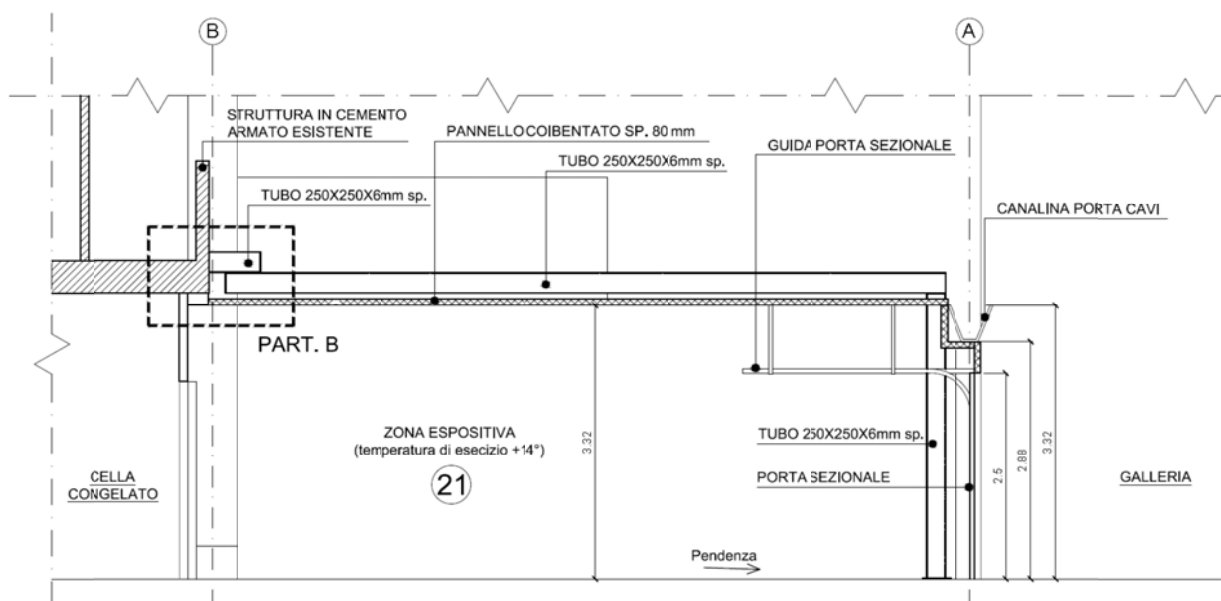 B
A
STRUTTURA IN CEMENTO
ARMATO ESISTENTE
PANNELLO COIBENTATO SP. 80 mm
TUBO 250X250X6mm sp.
GUIDA PORTA SEZIONALE
TUBO 250X250X6mm sp.
CANALINA PORTA CAVI
PART. B
ZONA ESPOSITIVA
(temperatura di esecizio +14°)
21
3.32
TUBO 250X250X6mm sp.
PORTA SEZIONALE
2.5
2.88
3.32
CELLA
CONGELATO
GALLERIA
Pendenza